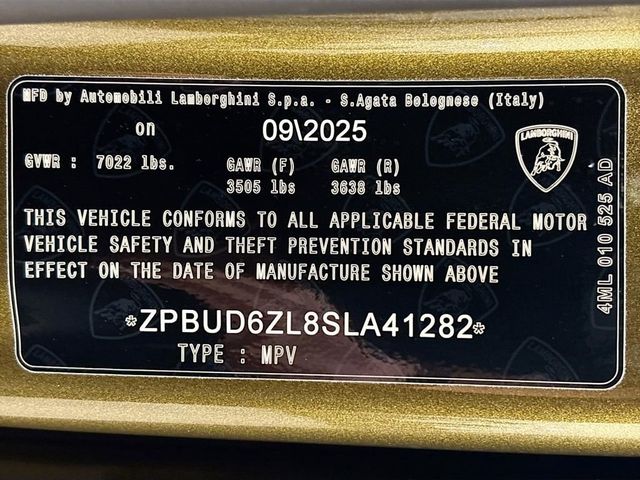 MFD by Automobili Lamborghini S.p.a. - S.Agata Bolognese (Italy)
on 09\2025
GVWR : 7022 lbs. GAWR (F) GAWR (R)
3505 lbs 3638 lbs
LAMBORGHINI
THIS VEHICLE CONFORMS TO ALL APPLICABLE FEDERAL MOTOR
VEHICLE SAFETY AND THEFT PREVENTION STANDARDS IN
EFFECT ON THE DATE OF MANUFACTURE SHOWN ABOVE
*ZPBUD6ZL8SLA41282*
TYPE : MPV
4ML 010 525 AD